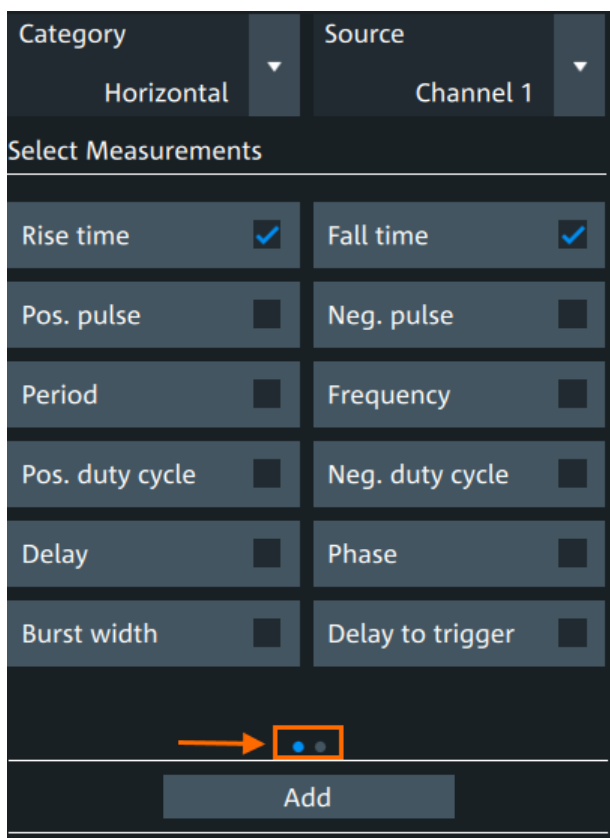 Category
Source
Horizontal
Channel 1
Select Measurements
Rise time
Fall time
Pos. pulse
Neg. pulse
Period
Frequency
Pos. duty cycle
Neg. duty cycle
Delay
Phase
Burst width
Delay to trigger
Add